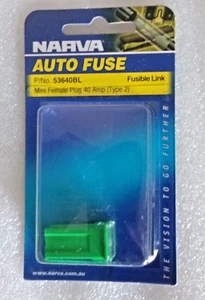 NARVA
AUTO FUSE
P/No. 53640BL
Fusible Link
Mini Female Plug 40 Amp (Type 2)
THE VISION TO GO FURTHER
NARVA
www.narva.com.au